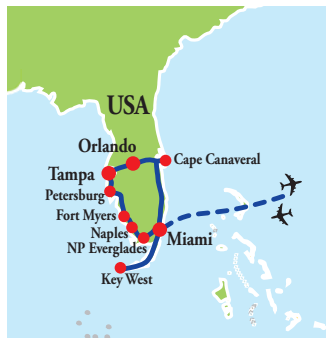 USA
Orlando
Cape Canaveral
Tampa
Petersburg
Fort Myers
Naples
Miami
NP Everglades
Key West